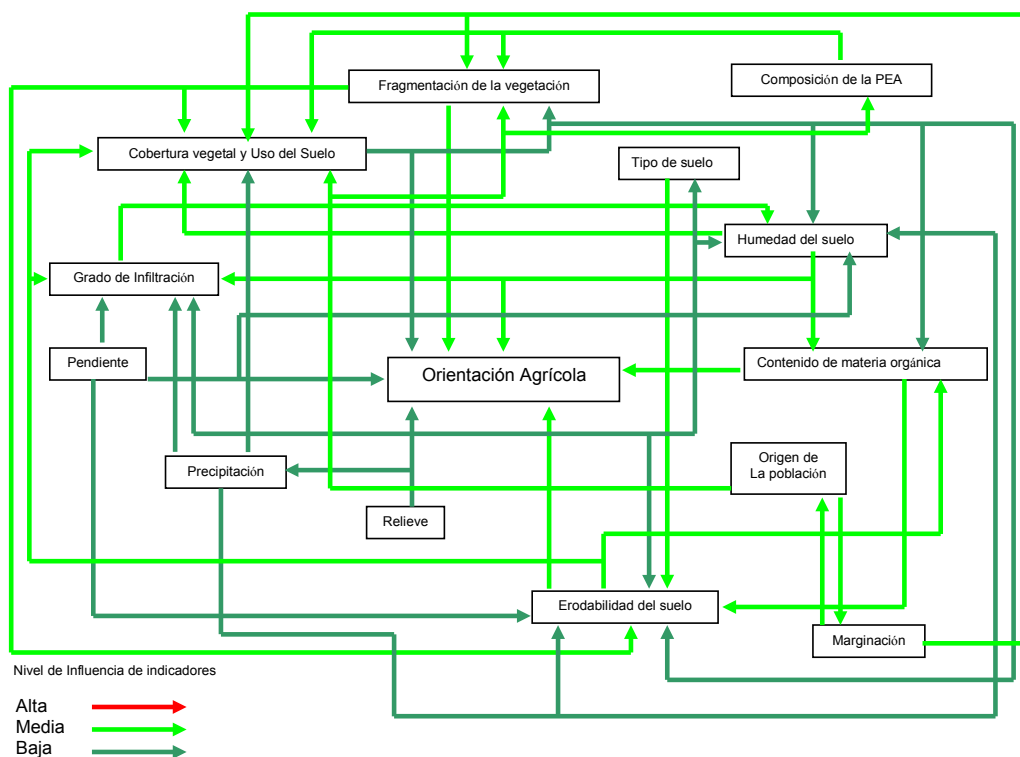 Fragmentación de la vegetación
Composición de la PEA
Cobertura vegetal y Uso del Suelo
Tipo de suelo
Humedad del suelo
Grado de Infiltración
Pendiente
Orientación Agrícola
Contenido de materia orgánica
Precipitación
Origen de
La población
Relieve
Erodabilidad del suelo
Marginación
Nivel de Influencia de indicadores
Alta
Media
Baja